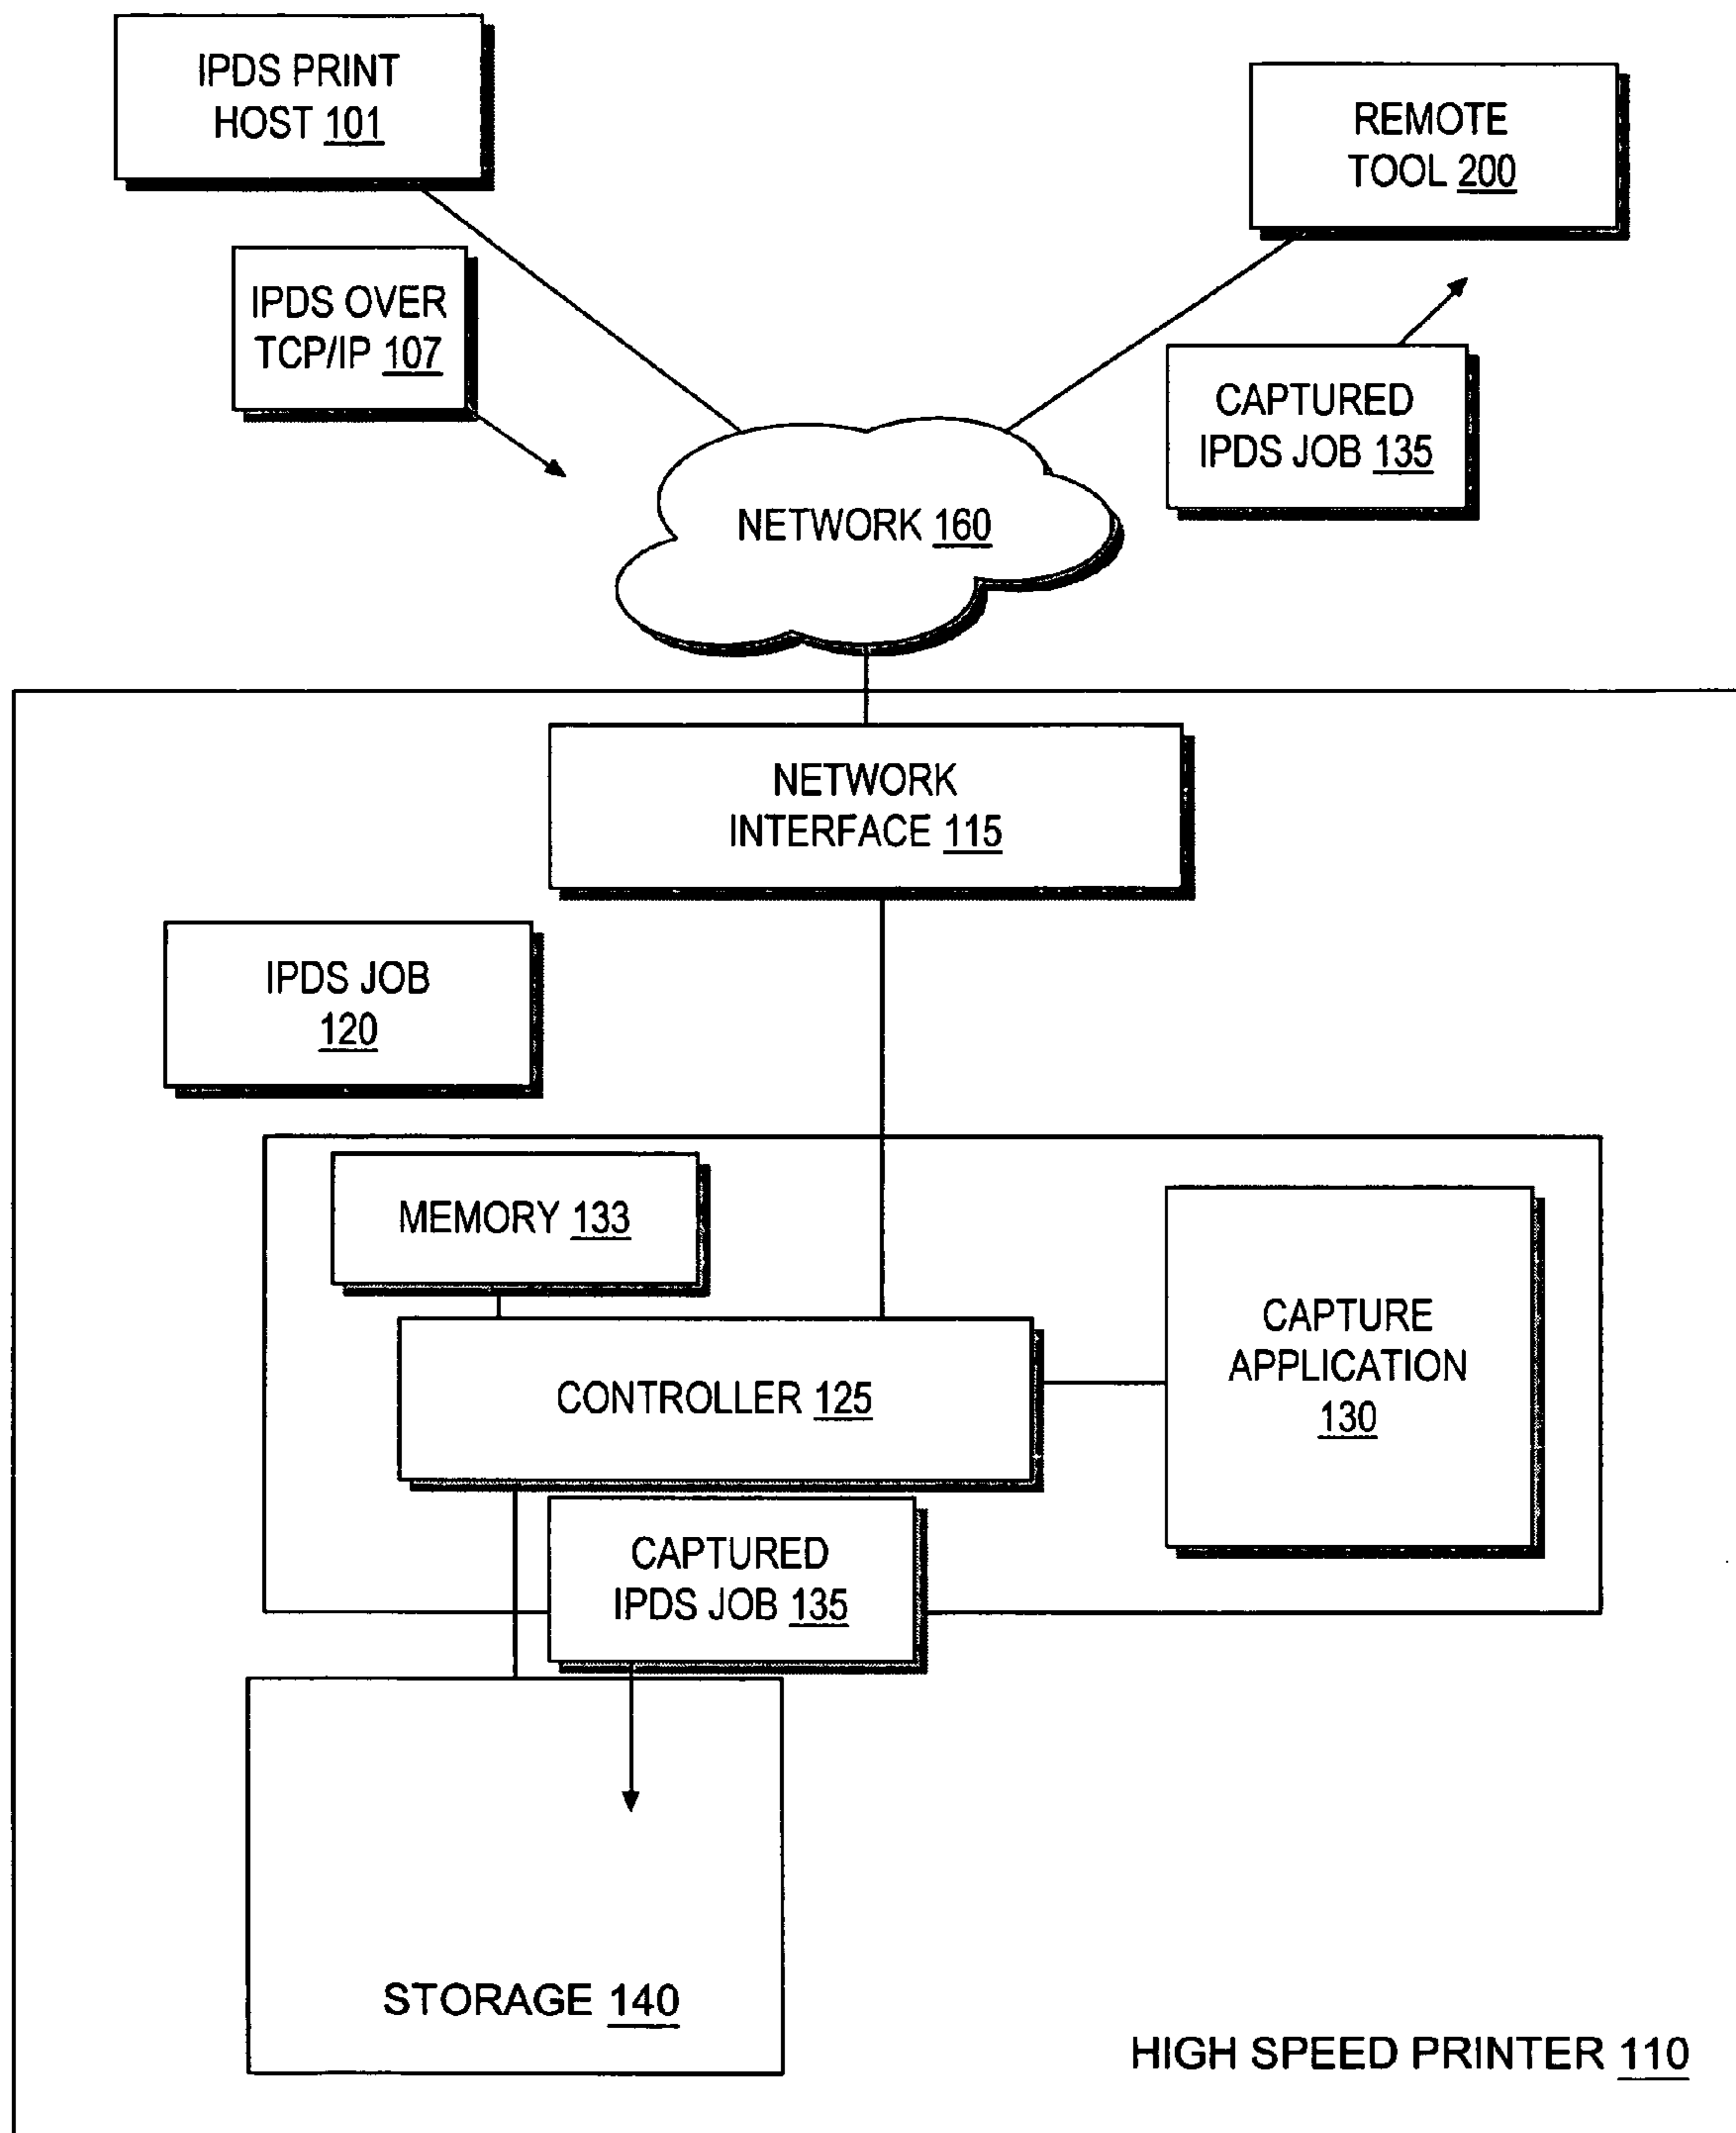 IPDS PRINT
HOST 101
REMOTE
TOOL 200
IPDS OVER
TCP/IP 107
CAPTURED
IPDS JOB 135
NETWORK 160
NETWORK
INTERFACE 115
IPDS JOB
120
MEMORY 133
CAPTURE
APPLICATION
130
CONTROLLER 125
CAPTURED
IPDS JOB 135
STORAGE 140
HIGH SPEED PRINTER 110